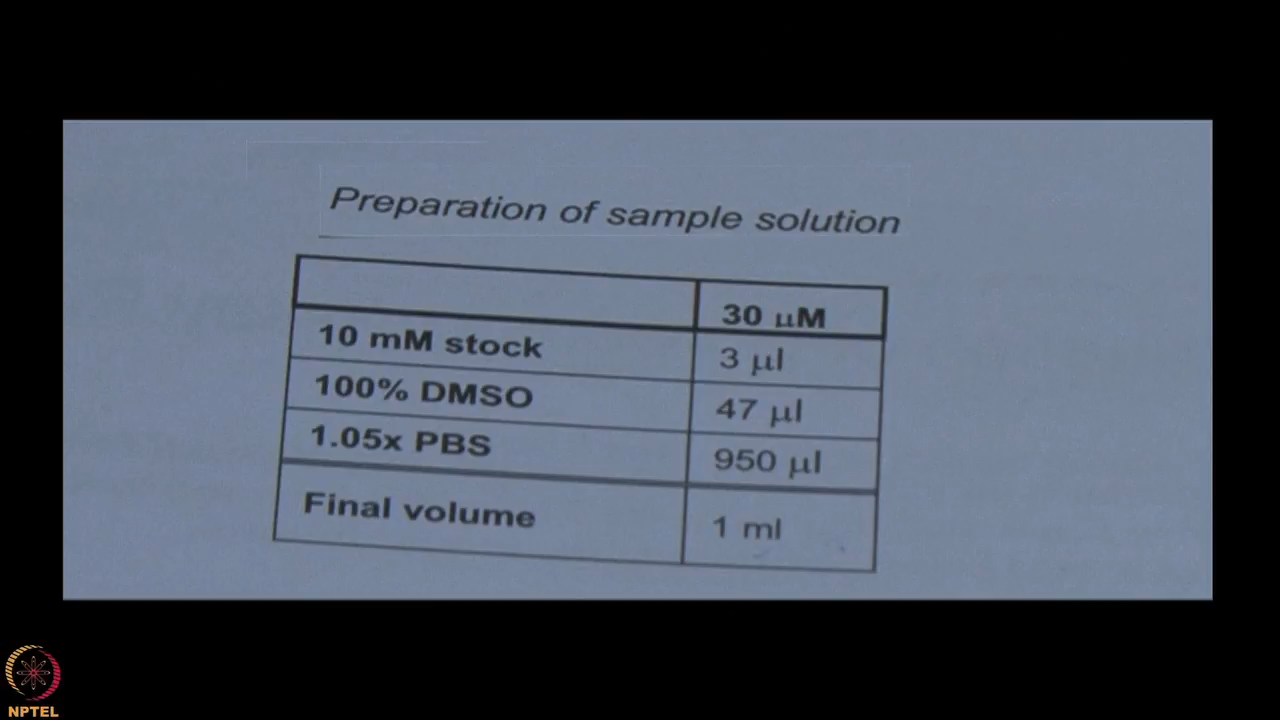 Preparation of sample solution
30 μM
10 mM stock 3 μl
100% DMSO 47 μl
1.05x PBS 950 μl
Final volume 1 ml
NPTEL